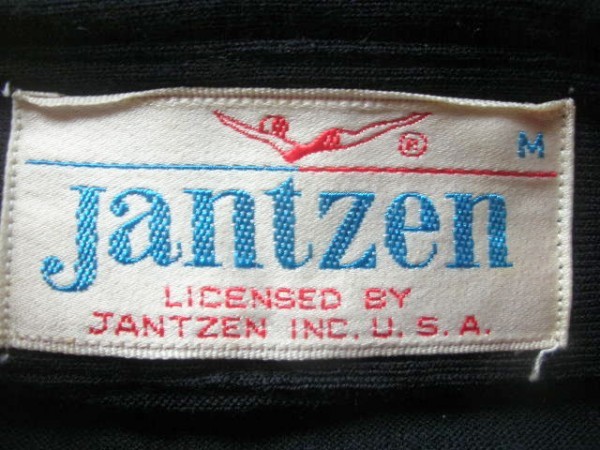 ® M
Jantzen
LICENSED BY
JANTZEN INC. U. S. A.